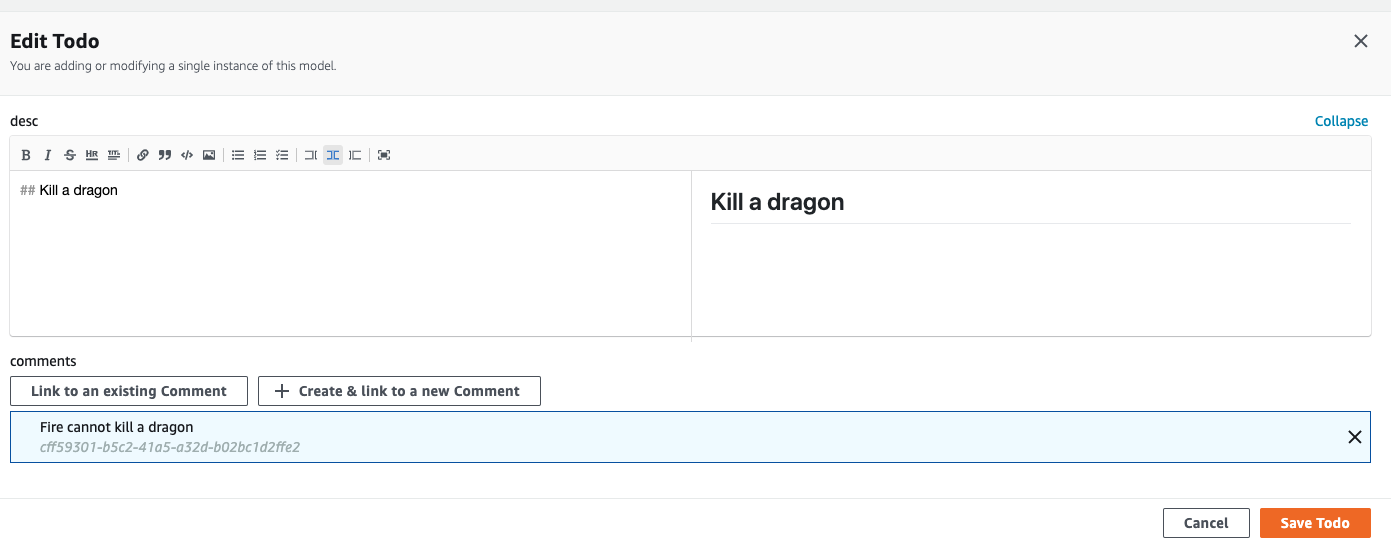 Edit Todo
You are adding or modifying a single instance of this model.
desc
Collapse
B I S HR TITL
## Kill a dragon
Kill a dragon
comments
Link to an existing Comment
Create & link to a new Comment
Fire cannot kill a dragon
cff59301-b5c2-41a5-a32d-b02bc1d2ffe2
Cancel
Save Todo